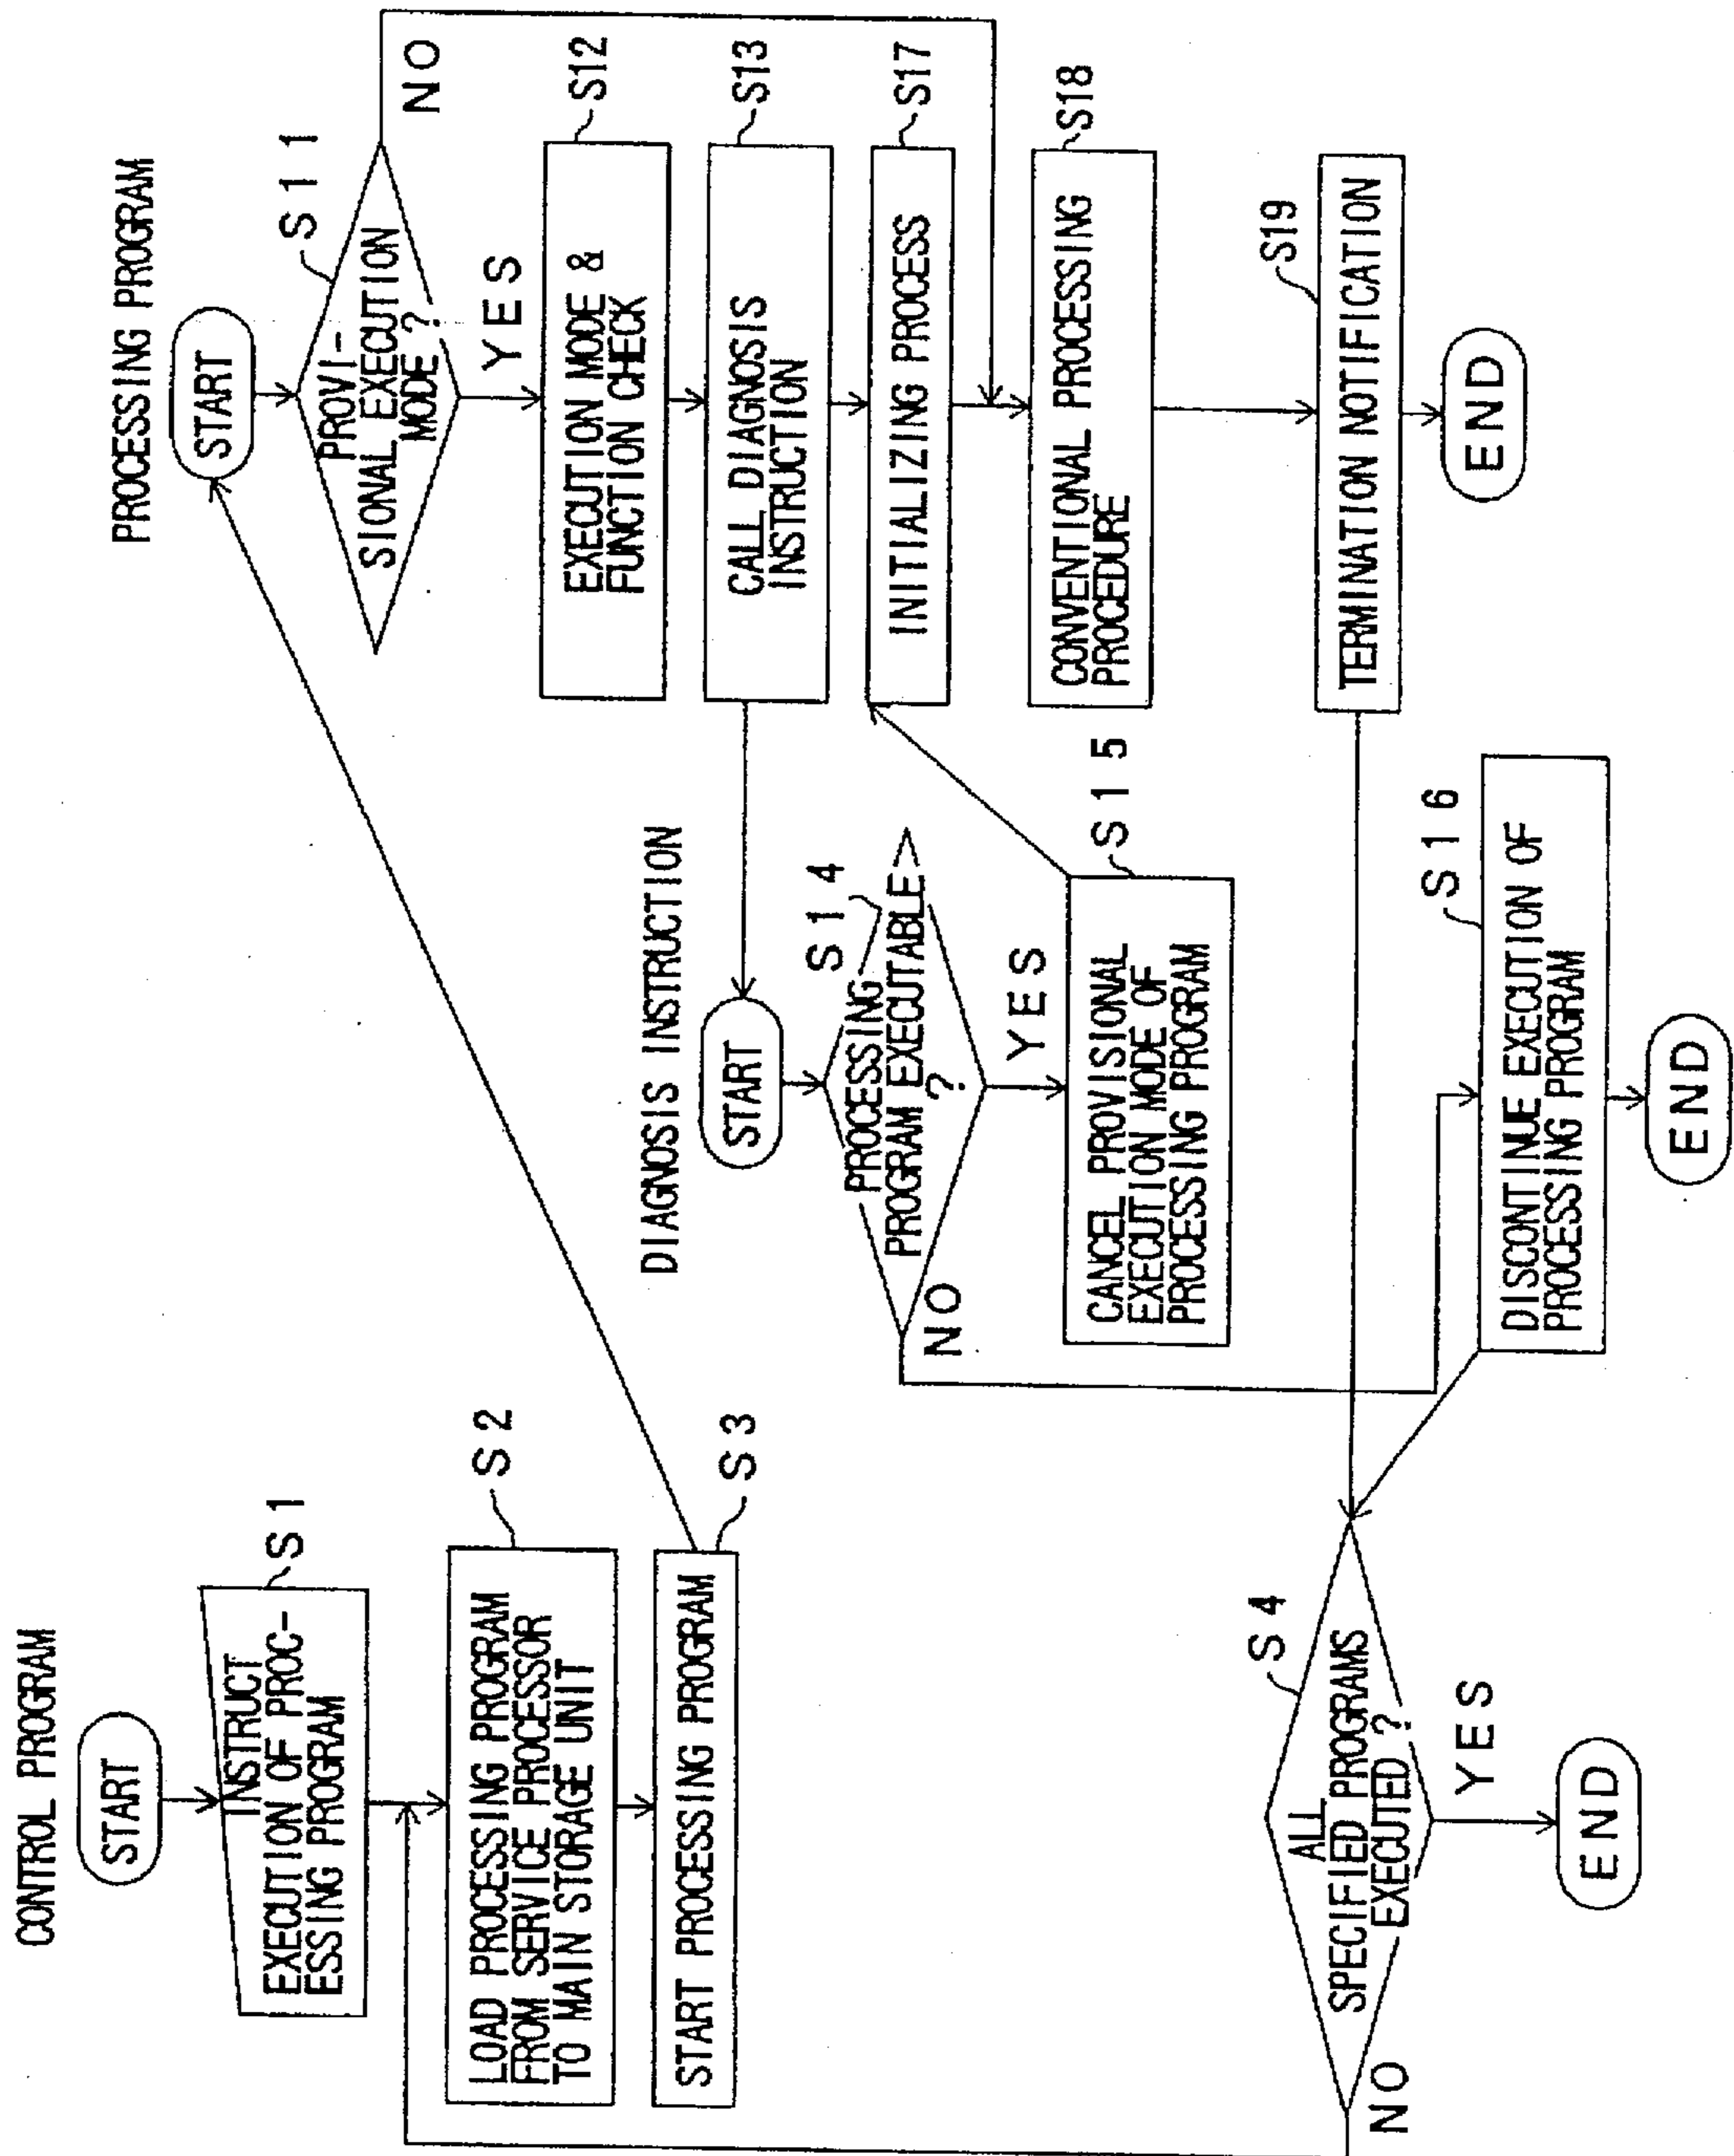 CONTROL PROGRAM
START
INSTRUCT
EXECUTION OF PROC-
ESSING PROGRAM
S1
LOAD PROCESSING PROGRAM
FROM SERVICE PROCESSOR
TO MAIN STORAGE UNIT
S2
START PROCESSING PROGRAM
S3
ALL
SPECIFIED PROGRAMS
EXECUTED ?
S4
NO
YES
END
DIAGNOSIS INSTRUCTION
START
PROCESSING
PROGRAM EXECUTABLE
?
S14
NO
YES
CANCEL PROVISIONAL
EXECUTION MODE OF
PROCESSING PROGRAM
S15
DISCONTINUE EXECUTION OF
PROCESSING PROGRAM
S16
END
PROCESSING PROGRAM
START
PROVI-
SIONAL EXECUTION
MODE ?
S11
NO
YES
EXECUTION MODE &
FUNCTION CHECK
S12
CALL DIAGNOSIS
INSTRUCTION
S13
INITIALIZING PROCESS
S17
CONVENTIONAL PROCESSING
PROCEDURE
S18
TERMINATION NOTIFICATION
S19
END